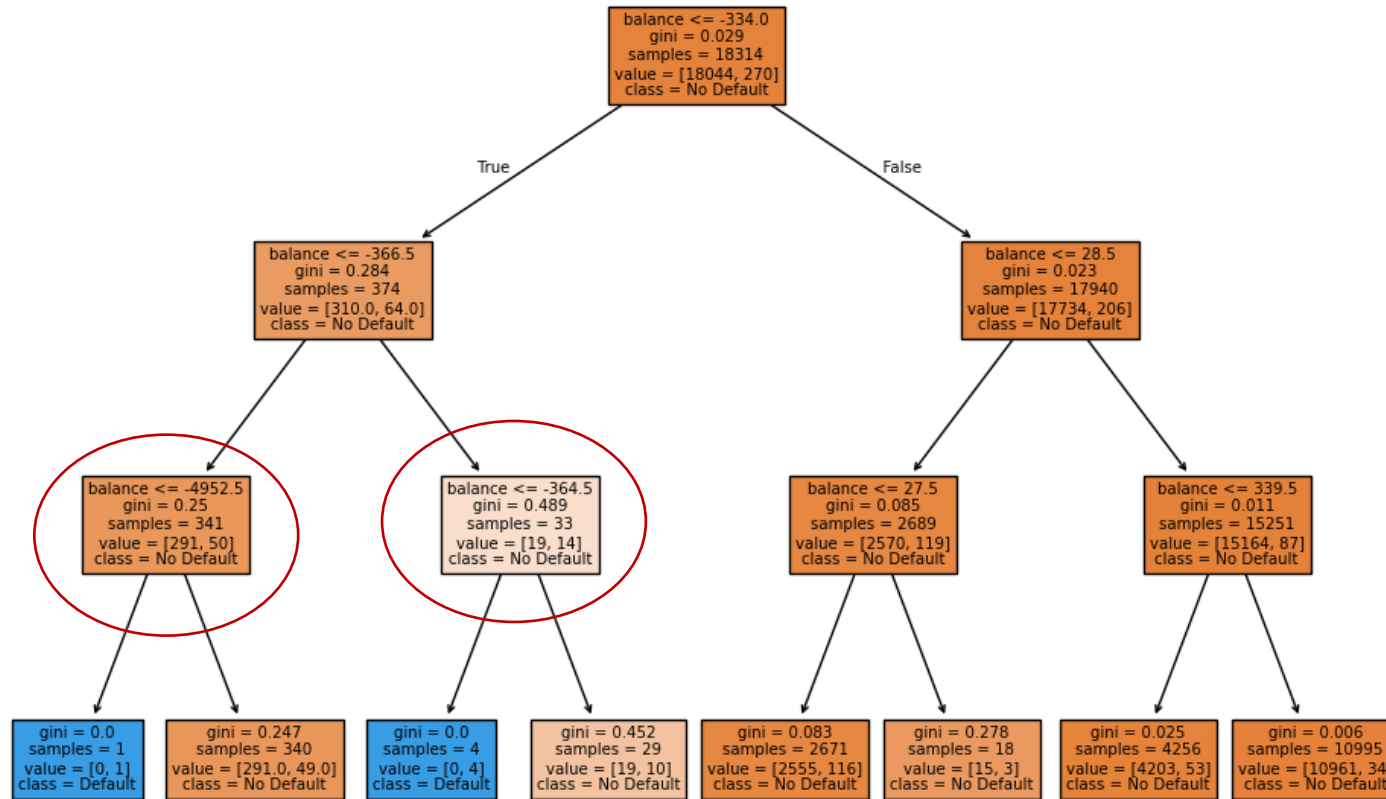 balance <= -334.0
gini = 0.029
samples = 18314
value = [18044, 270]
class = No Default
True
False
balance <= -366.5
gini = 0.284
samples = 374
value = [310.0, 64.0]
class = No Default
balance <= 28.5
gini = 0.023
samples = 17940
value = [17734, 206]
class = No Default
balance <= -4952.5
gini = 0.25
samples = 341
value = [291, 50]
class = No Default
balance <= -364.5
gini = 0.489
samples = 33
value = [19, 14]
class = No Default
balance <= 27.5
gini = 0.085
samples = 2689
value = [2570, 119]
class = No Default
balance <= 339.5
gini = 0.011
samples = 15251
value = [15164, 87]
class = No Default
gini = 0.0
samples = 1
value = [0, 1]
class = Default
gini = 0.247
samples = 340
value = [291.0, 49.0]
class = No Default
gini = 0.0
samples = 4
value = [0, 4]
class = Default
gini = 0.452
samples = 29
value = [19, 10]
class = No Default
gini = 0.083
samples = 2671
value = [2555, 116]
class = No Default
gini = 0.278
samples = 18
value = [15, 3]
class = No Default
gini = 0.025
samples = 4256
value = [4203, 53]
class = No Default
gini = 0.006
samples = 10995
value = [10961, 34]
class = No Default